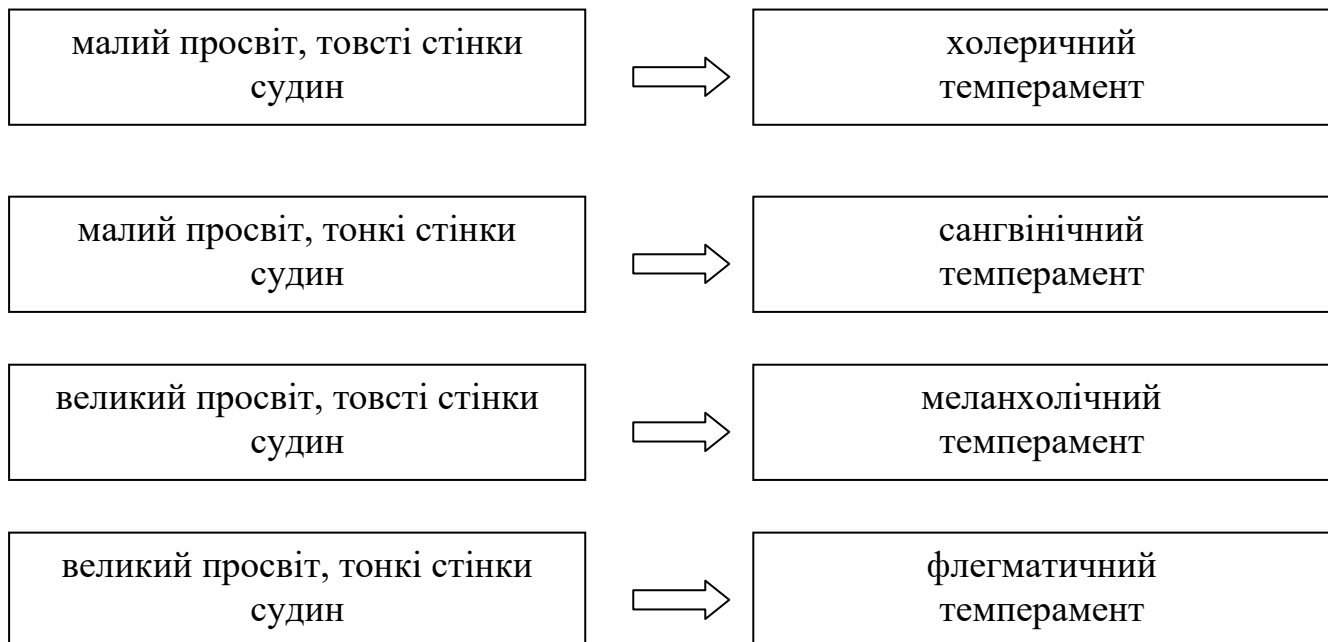 малий просвіт, товсті стінки
судин
холеричний
темперамент
малий просвіт, тонкі стінки
судин
сангвінічний
темперамент
великий просвіт, товсті стінки
судин
меланхолічний
темперамент
великий просвіт, тонкі стінки
судин
флегматичний
темперамент